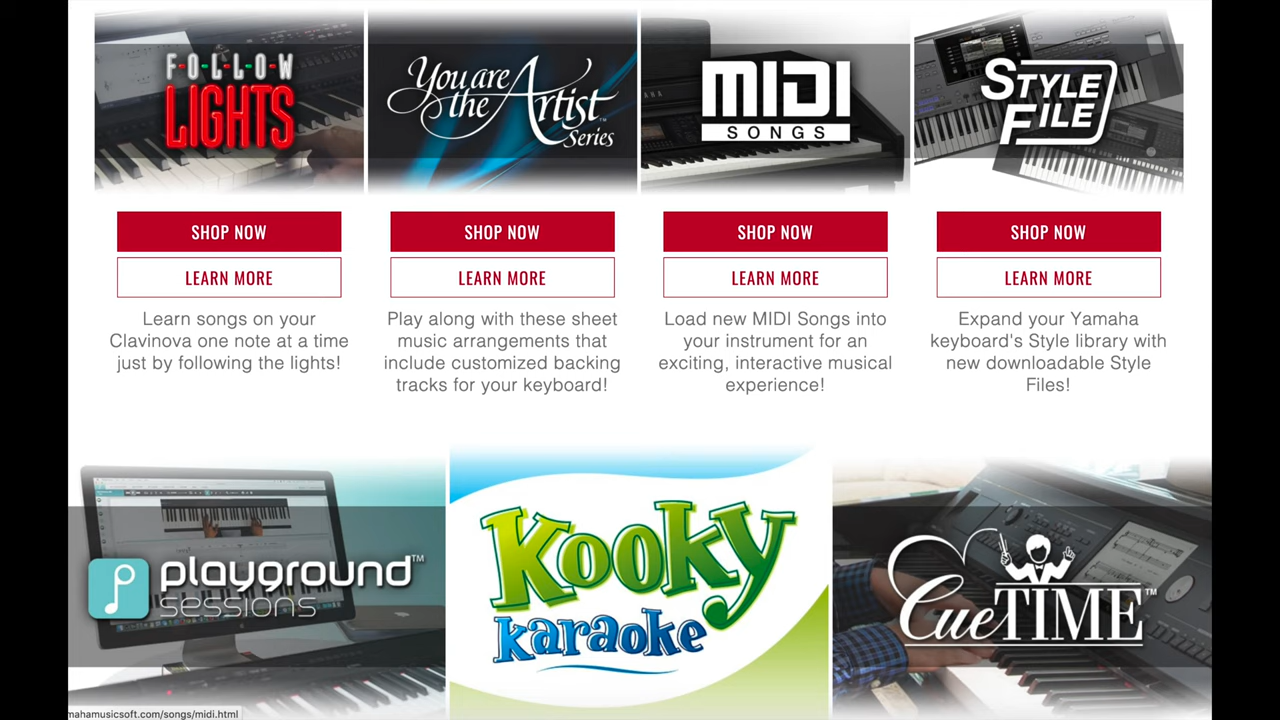 FOLLOW
LIGHTS
You are
the Artist
Series
MIDI
SONGS
STYLE
FILE
SHOP NOW
SHOP NOW
SHOP NOW
SHOP NOW
LEARN MORE
LEARN MORE
LEARN MORE
LEARN MORE
Learn songs on your
Clavinova one note at a time
just by following the lights!
Play along with these sheet
music arrangements that
include customized backing
tracks for your keyboard!
Load new MIDI Songs into
your instrument for an
exciting, interactive musical
experience!
Expand your Yamaha
keyboard's Style library with
new downloadable Style
Files!
playground™
sessions
Kooky
karaoke
CueTIME™
mahamusicsoft.com/songs/midi.html